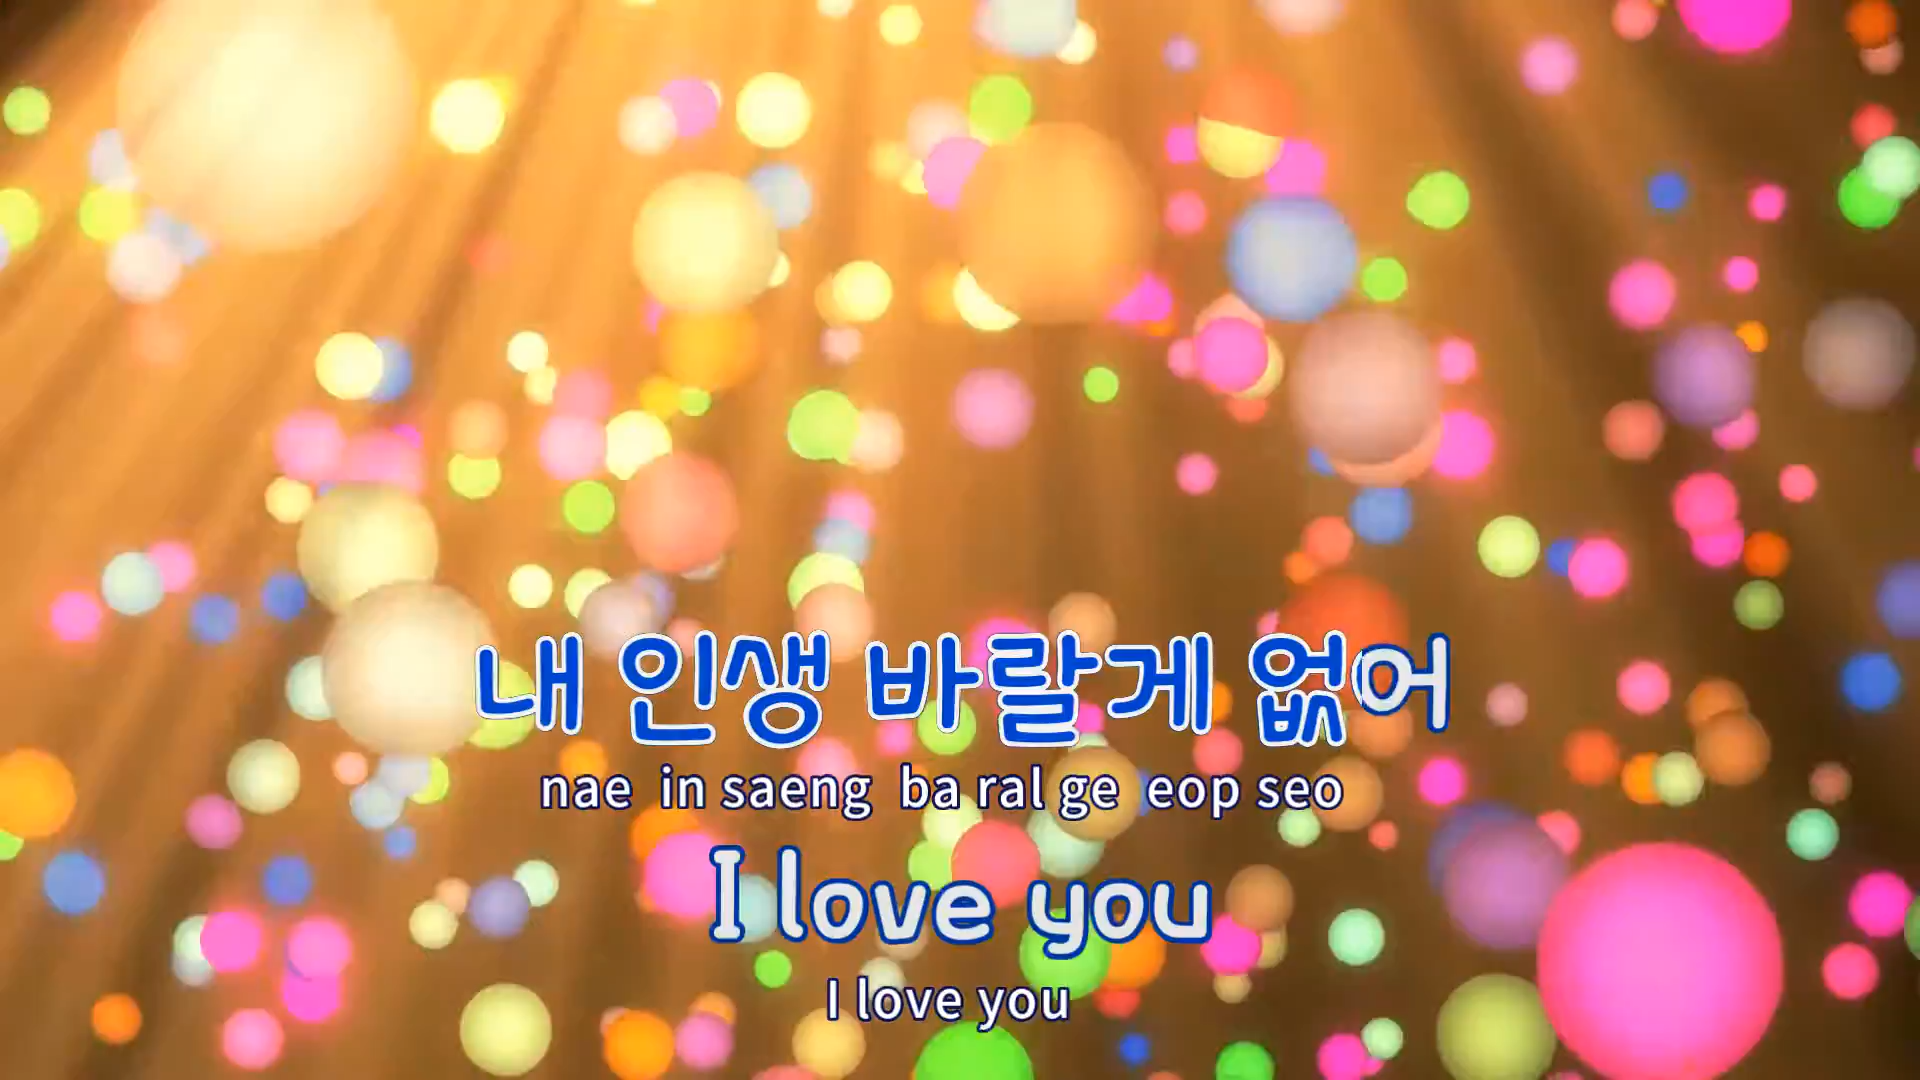 내 인생 바랄게 없어
nae in saeng ba ral ge eop seo
I love you
I love you